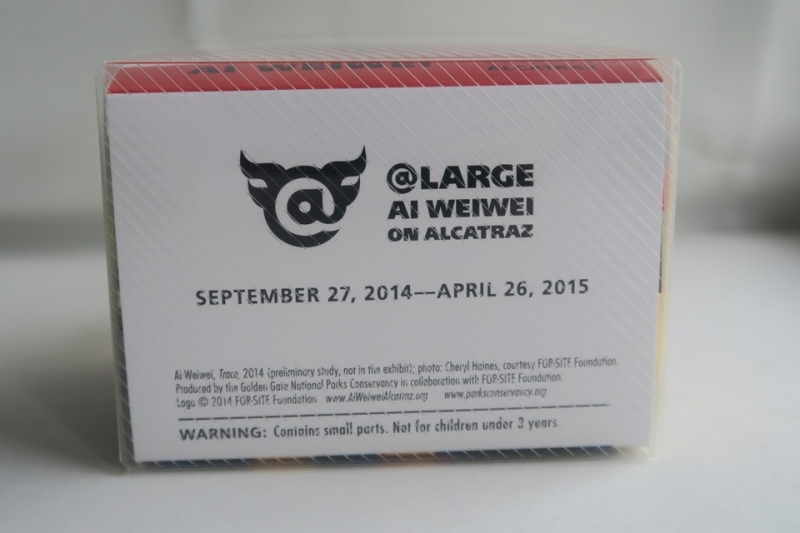 AI WEIWEI
@
@LARGE
AI WEIWEI
ON ALCATRAZ
SEPTEMBER 27, 2014—APRIL 26, 2015
Ai Weiwei, Trace, 2014 (preliminary study, not in the exhibit); photo: Cheryl Haines, courtesy FOR-SITE Foundation.
Produced by the Golden Gate National Parks Conservancy in collaboration with FOR-SITE Foundation.
Logo © 2014 FOR-SITE Foundation www.AiWeiweiAlcatraz.org www.parksconservancy.org
WARNING: Contains small parts. Not for children under 3 years.